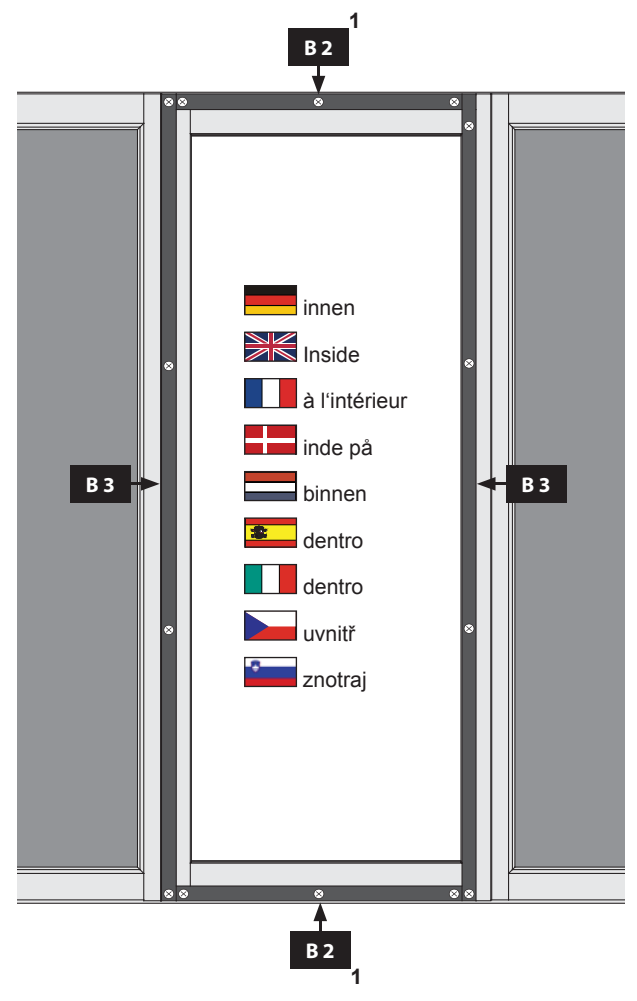 1
B 2
innen
Inside
à l'intérieur
inde på
B 3
binnen
B 3
dentro
dentro
uvnitř
znotraj
B 2
1